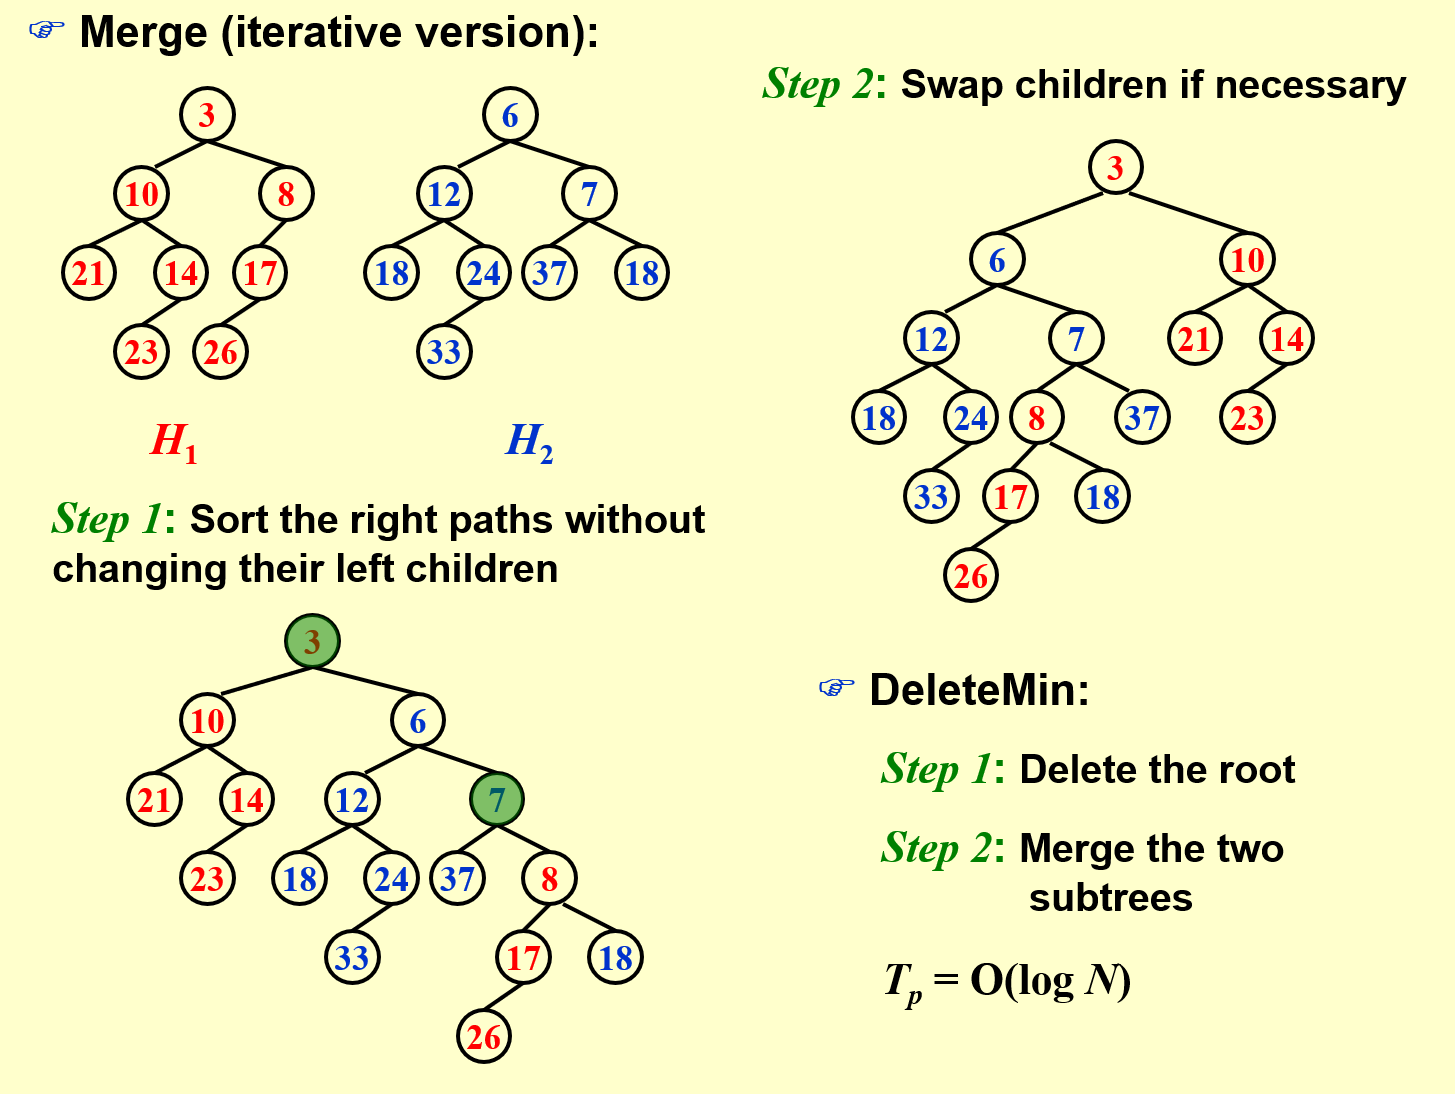 ☞ Merge (iterative version):
3
10 8
21 14 17
23 26
H1
6
12 7
18 24 37 18
33
H2
Step 1: Sort the right paths without
changing their left children
3
10 6
21 14 12 7
23 18 24 37 8
33 17 18
26
Step 2: Swap children if necessary
3
6 10
12 7 21 14
18 24 8 37 23
33 17 18
26
☞ DeleteMin:
Step 1: Delete the root
Step 2: Merge the two
subtrees
Tp = O(log N)